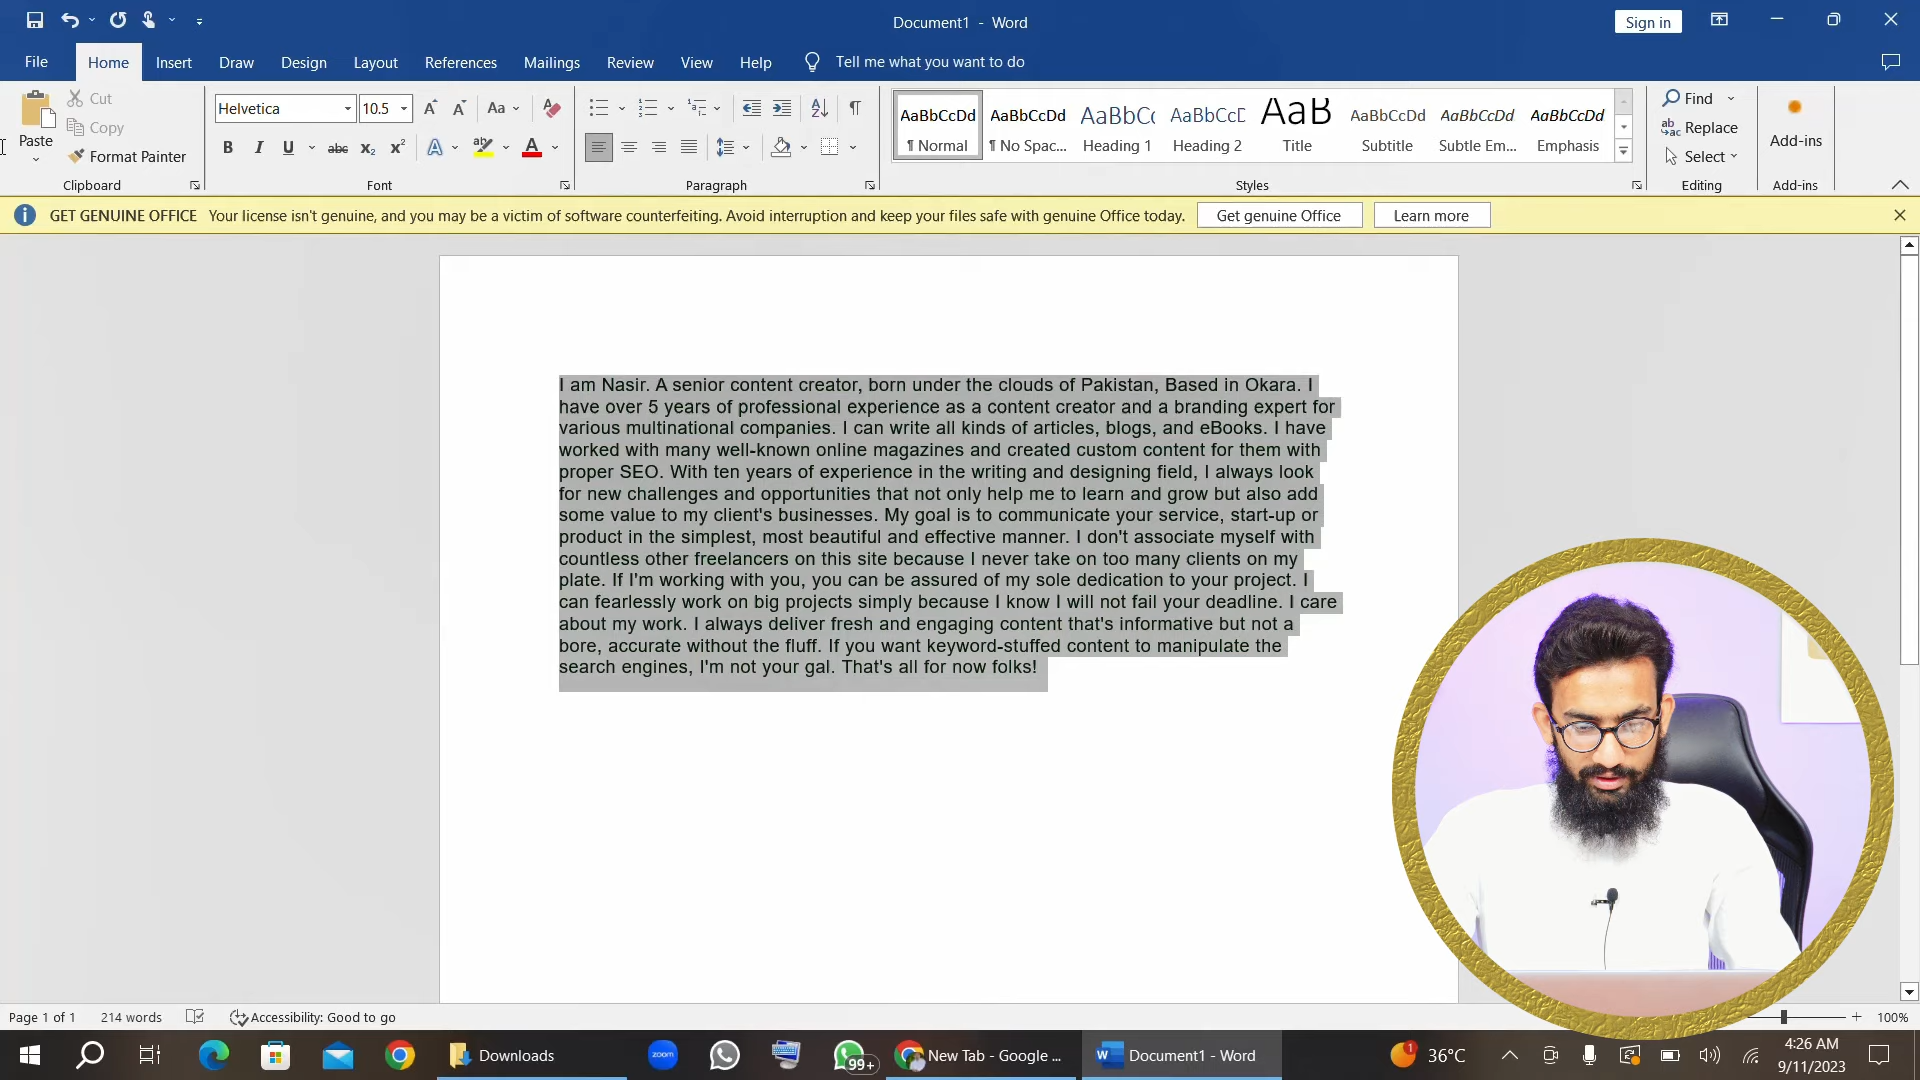 Document1 - Word
Sign in
File Home Insert Draw Design Layout References Mailings Review View Help Tell me what you want to do
Paste
Cut
Copy
Format Painter
Clipboard
Helvetica 10.5 Aa
B I U abc x₂ x² A A
Font
Paragraph
AaBbCcDd
¶ Normal
AaBbCcDd
¶ No Spac...
AaBbCc
Heading 1
AaBbCcD
Heading 2
AaB
Title
AaBbCcDd
Subtitle
AaBbCcDd
Subtle Em...
AaBbCcDd
Emphasis
Styles
Find
Replace
Select
Editing
Add-ins
Add-ins
GET GENUINE OFFICE Your license isn't genuine, and you may be a victim of software counterfeiting. Avoid interruption and keep your files safe with genuine Office today. Get genuine Office Learn more
I am Nasir. A senior content creator, born under the clouds of Pakistan, Based in Okara. I
have over 5 years of professional experience as a content creator and a branding expert for
various multinational companies. I can write all kinds of articles, blogs, and eBooks. I have
worked with many well-known online magazines and created custom content for them with
proper SEO. With ten years of experience in the writing and designing field, I always look
for new challenges and opportunities that not only help me to learn and grow but also add
some value to my client's businesses. My goal is to communicate your service, start-up or
product in the simplest, most beautiful and effective manner. I don't associate myself with
countless other freelancers on this site because I never take on too many clients on my
plate. If I'm working with you, you can be assured of my sole dedication to your project. I
can fearlessly work on big projects simply because I know I will not fail your deadline. I care
about my work. I always deliver fresh and engaging content that's informative but not a
bore, accurate without the fluff. If you want keyword-stuffed content to manipulate the
search engines, I'm not your gal. That's all for now folks!
Page 1 of 1 214 words Accessibility: Good to go 100%
Downloads zoom 99+ New Tab - Google ... Document1 - Word 1 36°C 4:26 AM
9/11/2023